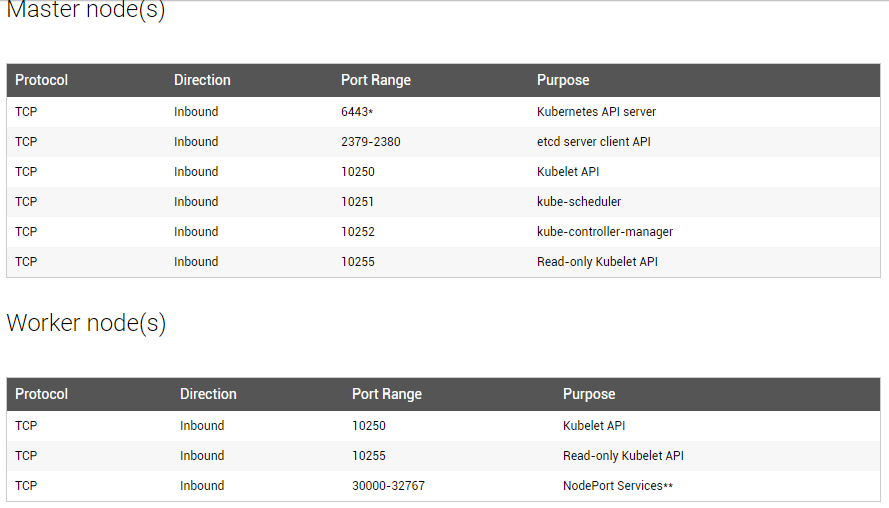 Master node(s)
Protocol Direction Port Range Purpose
TCP Inbound 6443* Kubernetes API server
TCP Inbound 2379-2380 etcd server client API
TCP Inbound 10250 Kubelet API
TCP Inbound 10251 kube-scheduler
TCP Inbound 10252 kube-controller-manager
TCP Inbound 10255 Read-only Kubelet API
Worker node(s)
Protocol Direction Port Range Purpose
TCP Inbound 10250 Kubelet API
TCP Inbound 10255 Read-only Kubelet API
TCP Inbound 30000-32767 NodePort Services**